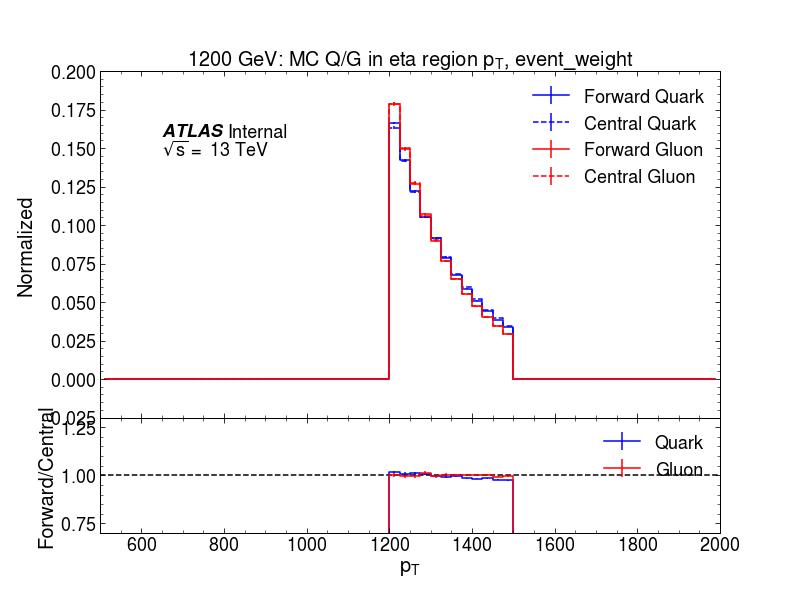 1200 GeV: MC Q/G in eta region pT, event_weight
0.200
0.175
0.150
0.125
0.100
0.075
0.050
0.025
0.000
0.025
Normalized
ATLAS Internal
√s = 13 TeV
Forward Quark
Central Quark
Forward Gluon
Central Gluon
1.25
1.00
0.75
Forward/Central
Quark
Gluon
600 800 1000 1200 1400 1600 1800 2000
pT